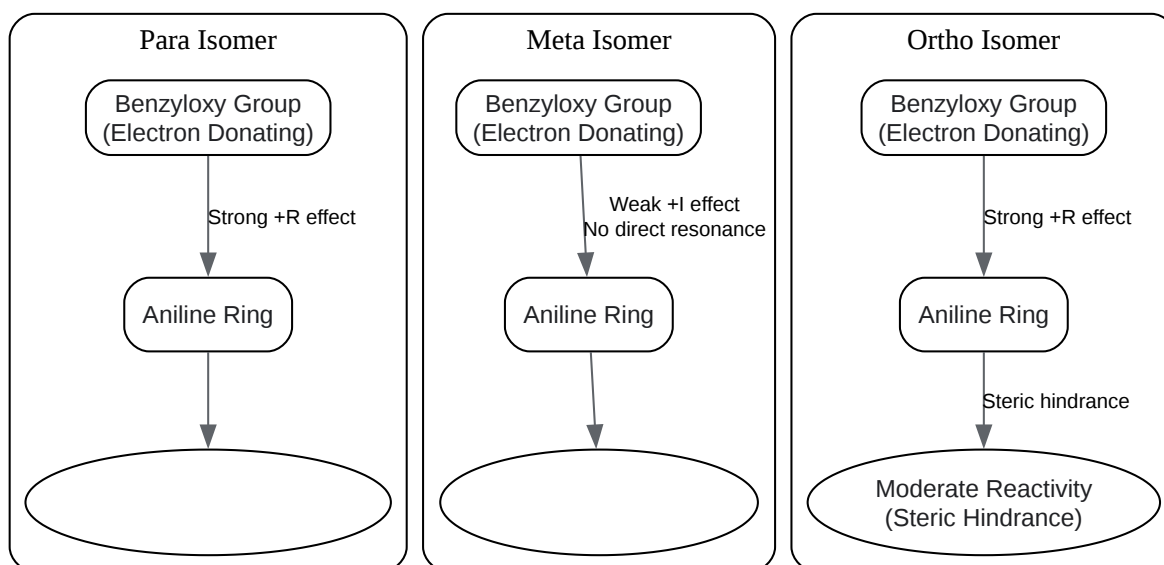 Para Isomer
Benzyloxy Group
(Electron Donating)
Strong +R effect
Aniline Ring
Meta Isomer
Benzyloxy Group
(Electron Donating)
Weak +I effect
No direct resonance
Aniline Ring
Ortho Isomer
Benzyloxy Group
(Electron Donating)
Strong +R effect
Aniline Ring
Steric hindrance
Moderate Reactivity
(Steric Hindrance)